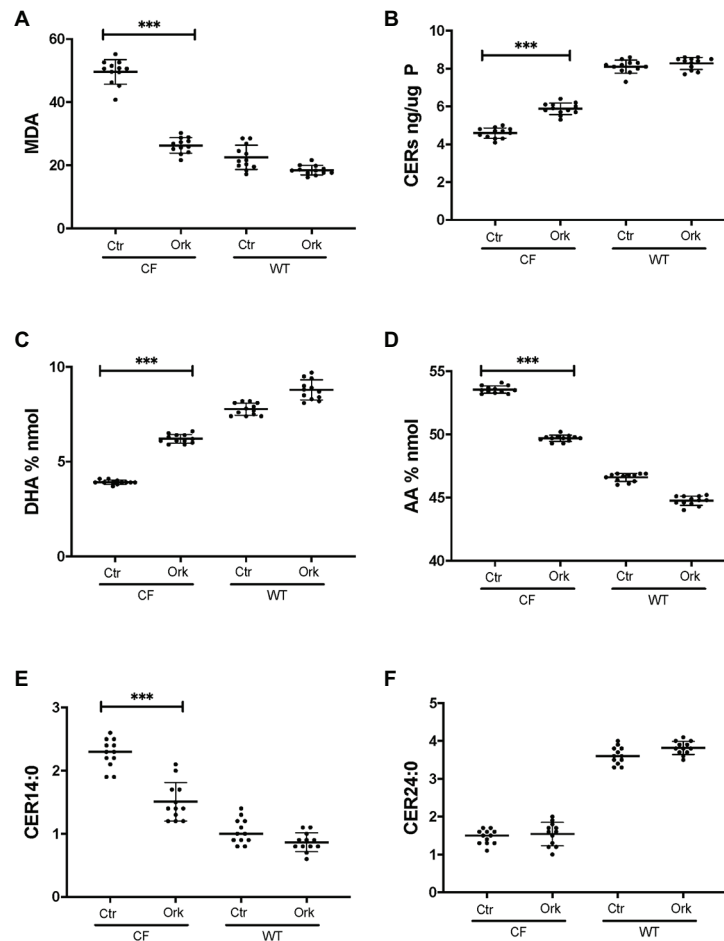 A
***
60
40
20
0
MDA
Ctr Ork Ctr Ork
CF WT
B
***
10
8
6
4
2
0
CERs ng/ug P
Ctr Ork Ctr Ork
CF WT
C
***
10
5
0
DHA % nmol
Ctr Ork Ctr Ork
CF WT
D
***
55
50
45
40
AA % nmol
Ctr Ork Ctr Ork
CF WT
E
***
3
2
1
0
CER14:0
Ctr Ork Ctr Ork
CF WT
F
5
4
3
2
1
0
CER24:0
Ctr Ork Ctr Ork
CF WT